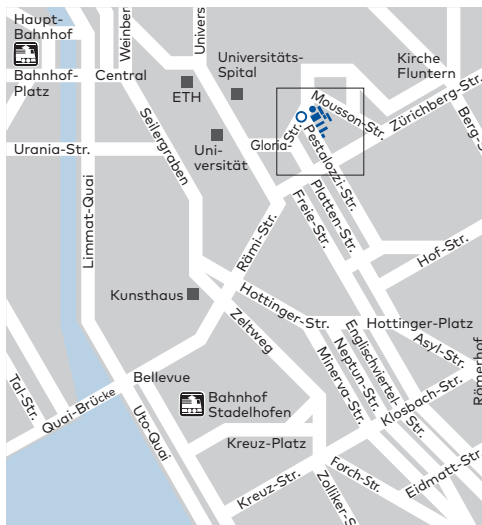 Haupt-
Bahnhof
Bahnhof-
Platz
Central
Weinber
Univers
Universitäts-
Spital
Kirche
Fluntern
ETH
Seilergraben
Uni-
versität
Gloria-
Str.
Mousson-Str.
Zürichberg-Str.
Berg-S
Pestalozzi-Str.
Platten-Str.
Freie-Str.
Urania-Str.
Limmat-Quai
Rämi-Str.
Hof-Str.
Kunsthaus
Hottinger-Str.
Hottinger-Platz
Zeltweg
Englischviertel-
Str.
Neptun-Str.
Minerva-Str.
Asyl-Str.
Römerhof
Klosbach-Str.
Tal-Str.
Quai-Brücke
Bellevue
Uto-Quai
Bahnhof
Stadelhofen
Kreuz-Platz
Kreuz-Str.
Forch-Str.
Zolliker-S
Eidmatt-Str